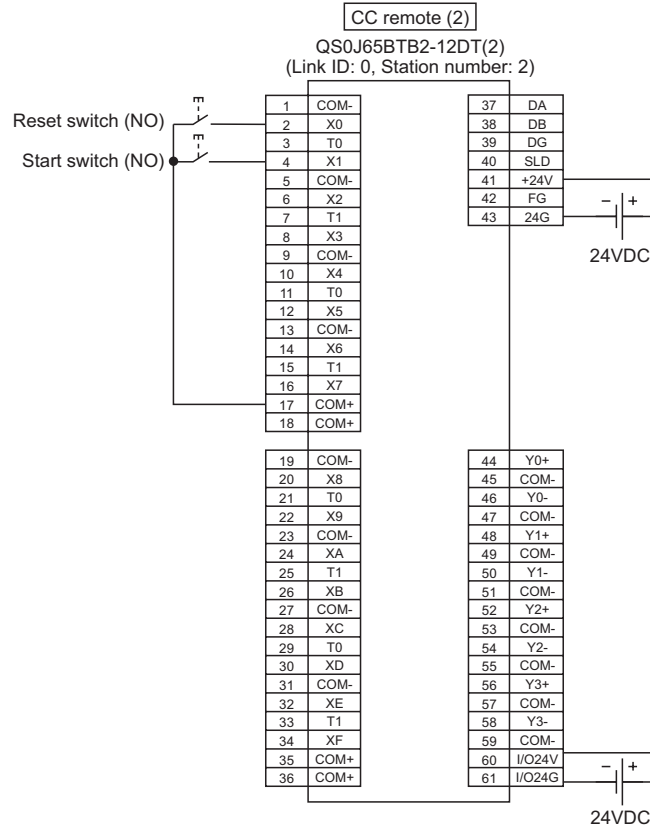 CC remote (2)
QS0J65BTB2-12DT(2)
(Link ID: 0, Station number: 2)
Reset switch (NO)
Start switch (NO)
1 COM-
2 X0
3 T0
4 X1
5 COM-
6 X2
7 T1
8 X3
9 COM-
10 X4
11 T0
12 X5
13 COM-
14 X6
15 T1
16 X7
17 COM+
18 COM+
19 COM-
20 X8
21 T0
22 X9
23 COM-
24 XA
25 T1
26 XB
27 COM-
28 XC
29 T0
30 XD
31 COM-
32 XE
33 T1
34 XF
35 COM+
36 COM+
37 DA
38 DB
39 DG
40 SLD
41 +24V
42 FG
43 24G
− +
24VDC
44 Y0+
45 COM-
46 Y0-
47 COM-
48 Y1+
49 COM-
50 Y1-
51 COM-
52 Y2+
53 COM-
54 Y2-
55 COM-
56 Y3+
57 COM-
58 Y3-
59 COM-
60 I/O24V
61 I/O24G
− +
24VDC